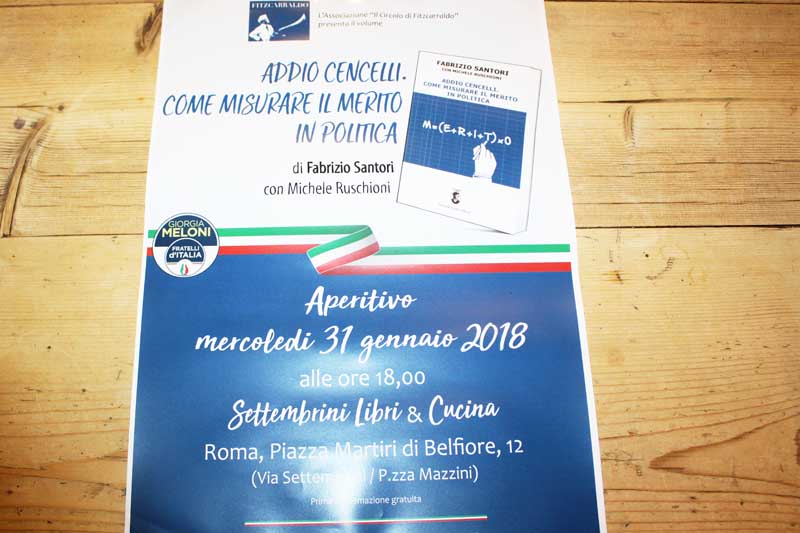 FITZCARRALDO
L'Associazione "Il Circolo di Fitzcarraldo"
presenta il volume
ADDIO CENCELLI.
COME MISURARE IL MERITO
IN POLITICA
di Fabrizio Santori
con Michele Ruschioni
FABRIZIO SANTORI
CON MICHELE RUSCHIONI
ADDIO CENCELLI.
COME MISURARE IL MERITO
IN POLITICA
M=(E+R+I+T)×0
GIORGIA
MELONI
FRATELLI
d'ITALIA
Aperitivo
mercoledì 31 gennaio 2018
alle ore 18,00
Settembrini Libri & Cucina
Roma, Piazza Martiri di Belfiore, 12
(Via / P.zza Mazzini)
gratuita